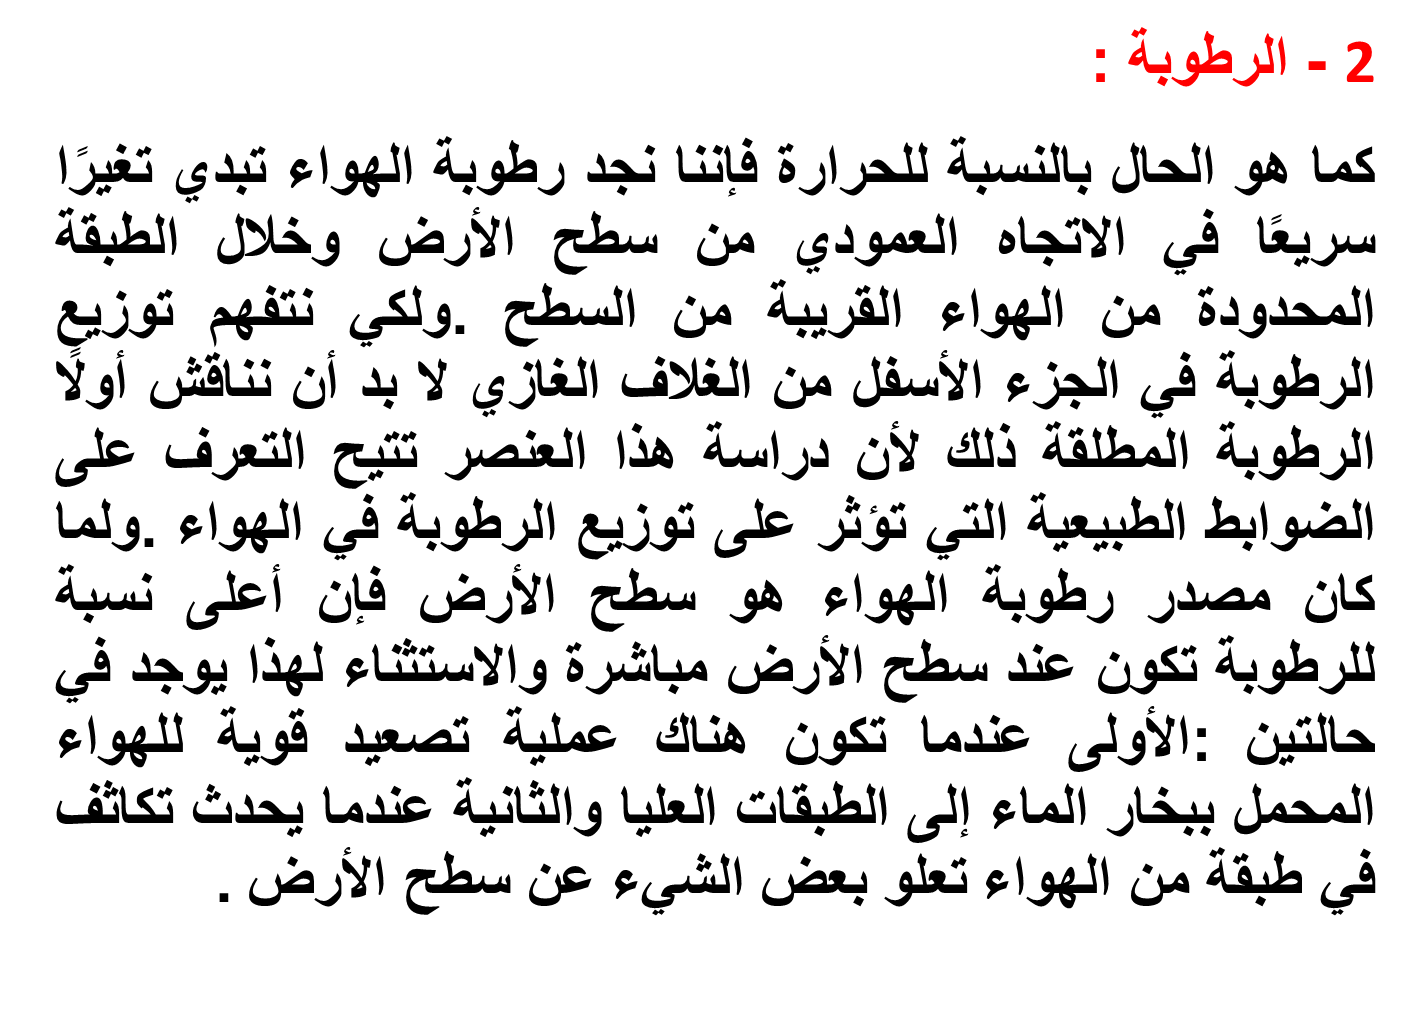 2 - الرطوبة :
كما هو الحال بالنسبة للحرارة فإننا نجد رطوبة الهواء تبدي تغيرًا
سريعًا في الاتجاه العمودي من سطح الأرض وخلال الطبقة
المحدودة من الهواء القريبة من السطح .ولكي نتفهم توزيع
الرطوبة في الجزء الأسفل من الغلاف الغازي لا بد أن نناقش أولًا
الرطوبة المطلقة ذلك لأن دراسة هذا العنصر تتيح التعرف على
الضوابط الطبيعية التي تؤثر على توزيع الرطوبة في الهواء .ولما
كان مصدر رطوبة الهواء هو سطح الأرض فإن أعلى نسبة
للرطوبة تكون عند سطح الأرض مباشرة والاستثناء لهذا يوجد في
حالتين :الأولى عندما تكون هناك عملية تصعيد قوية للهواء
المحمل ببخار الماء إلى الطبقات العليا والثانية عندما يحدث تكاثف
في طبقة من الهواء تعلو بعض الشيء عن سطح الأرض .